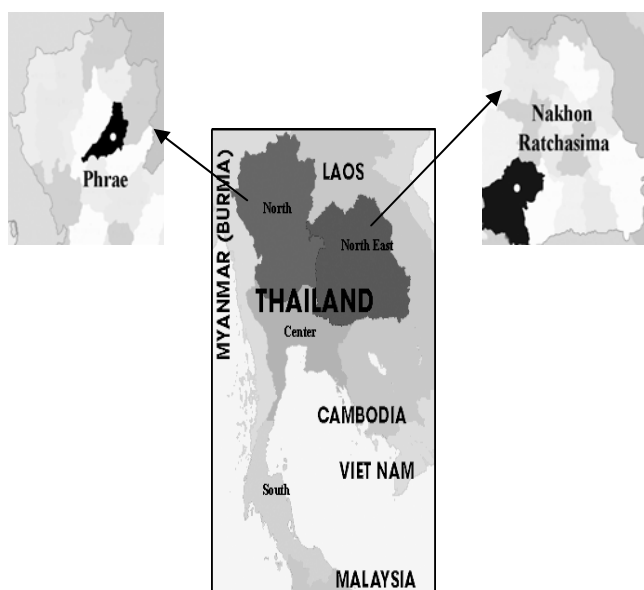 Phrae
Nakhon
Ratchasima
MYANMAR (BURMA)
LAOS
North
North East
THAILAND
Center
CAMBODIA
VIET NAM
South
MALAYSIA